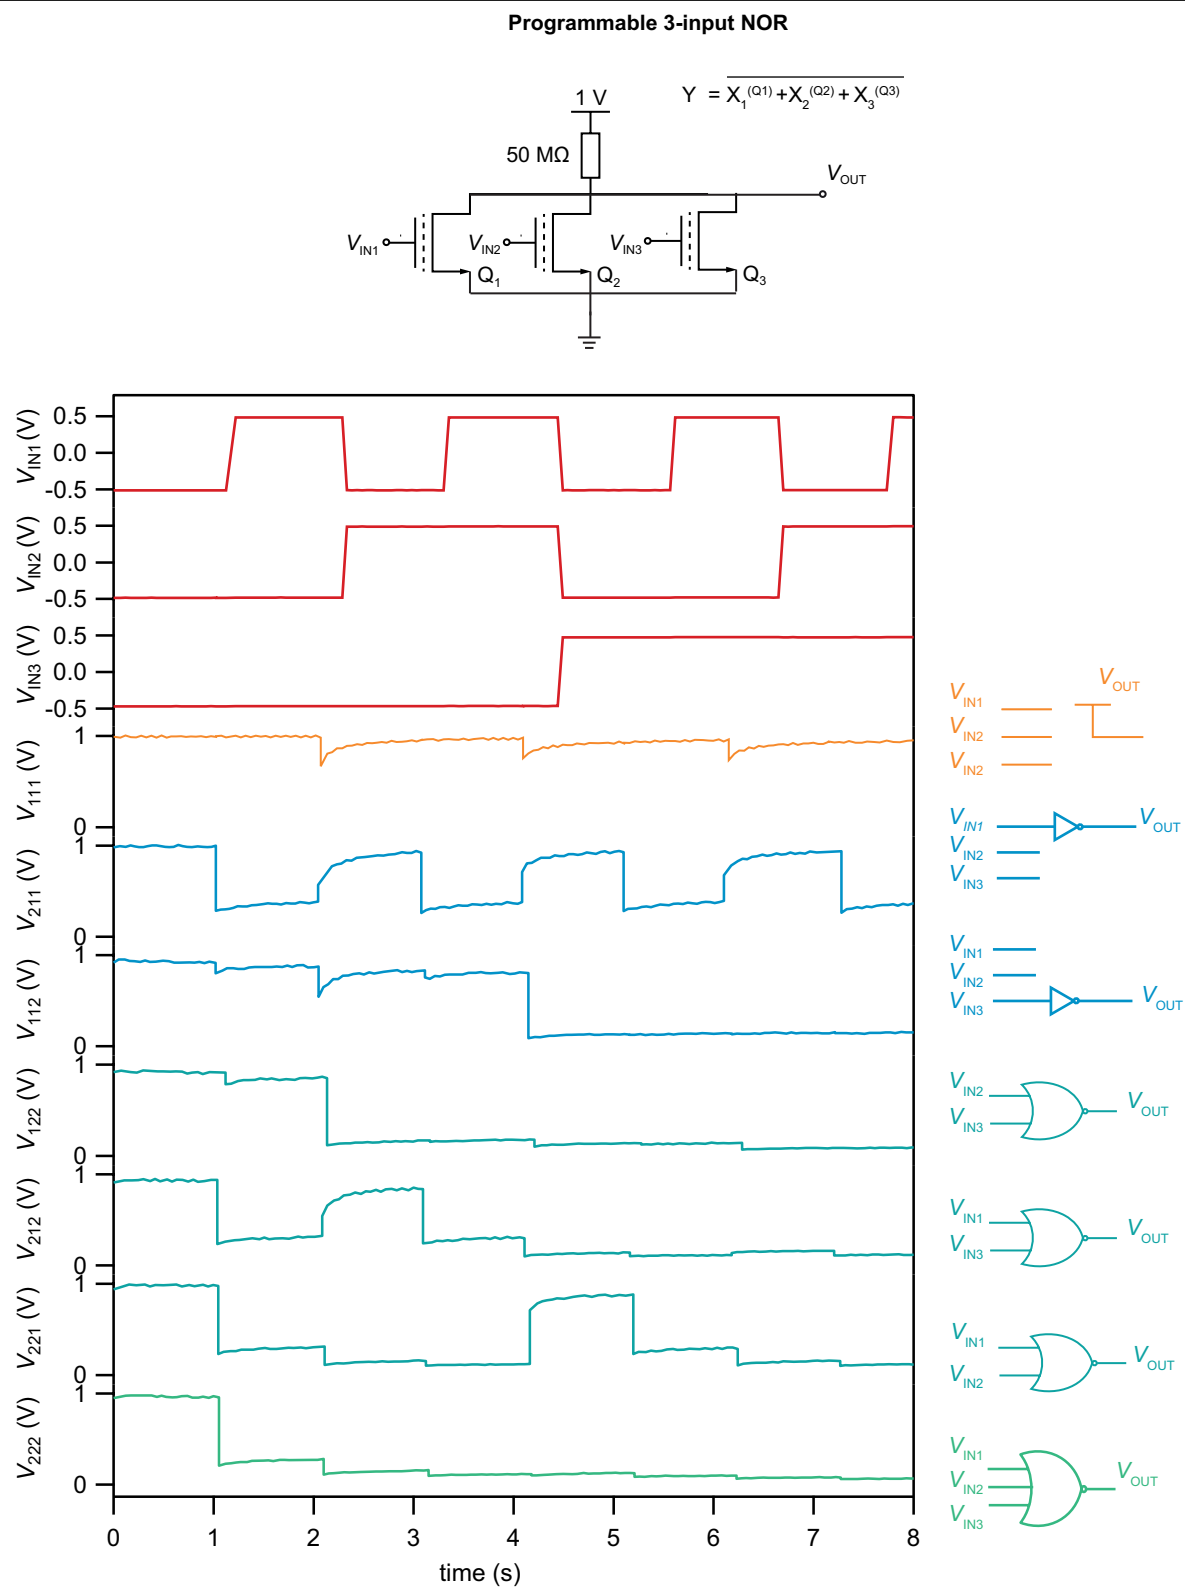 Programmable 3-input NOR
1 V
Y = X1(Q1) +X2(Q2) + X3(Q3)
50 MΩ
VOUT
VIN1
VIN2
VIN3
Q1
Q2
Q3
VIN1 (V)
0.5
0.0
-0.5
VIN2 (V)
0.5
0.0
-0.5
VIN3 (V)
0.5
0.0
-0.5
V111 (V)
1
0
V211 (V)
1
0
V112 (V)
1
0
V122 (V)
1
0
V212 (V)
1
0
V221 (V)
1
0
V222 (V)
1
0
0 1 2 3 4 5 6 7 8
time (s)
VIN1
VOUT
VIN2
VIN2
VIN1
VOUT
VIN2
VIN3
VIN1
VIN2
VIN3
VOUT
VIN2
VOUT
VIN3
VIN1
VOUT
VIN3
VIN1
VOUT
VIN2
VIN1
VOUT
VIN2
VIN3